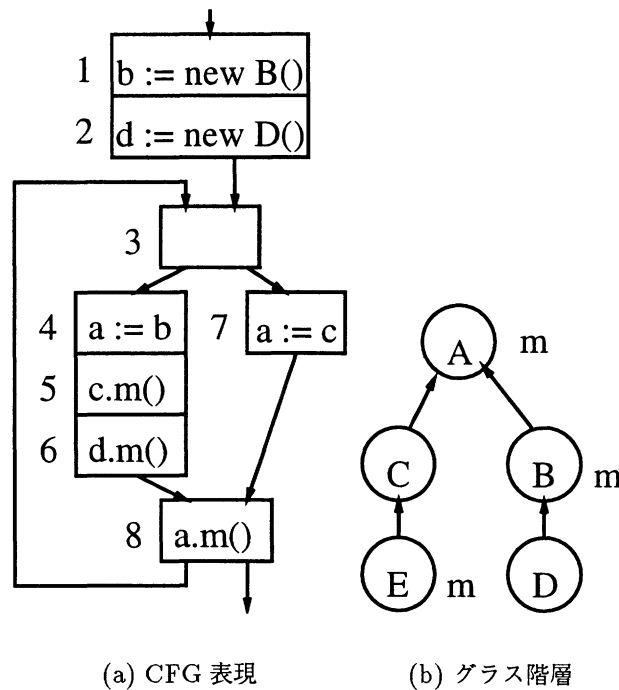 1 b := new B()
2 d := new D()
3
4 a := b
7 a := c
5 c.m()
6 d.m()
8 a.m()
A m
C
B m
E m
D
(a) CFG 表現
(b) グラス階層